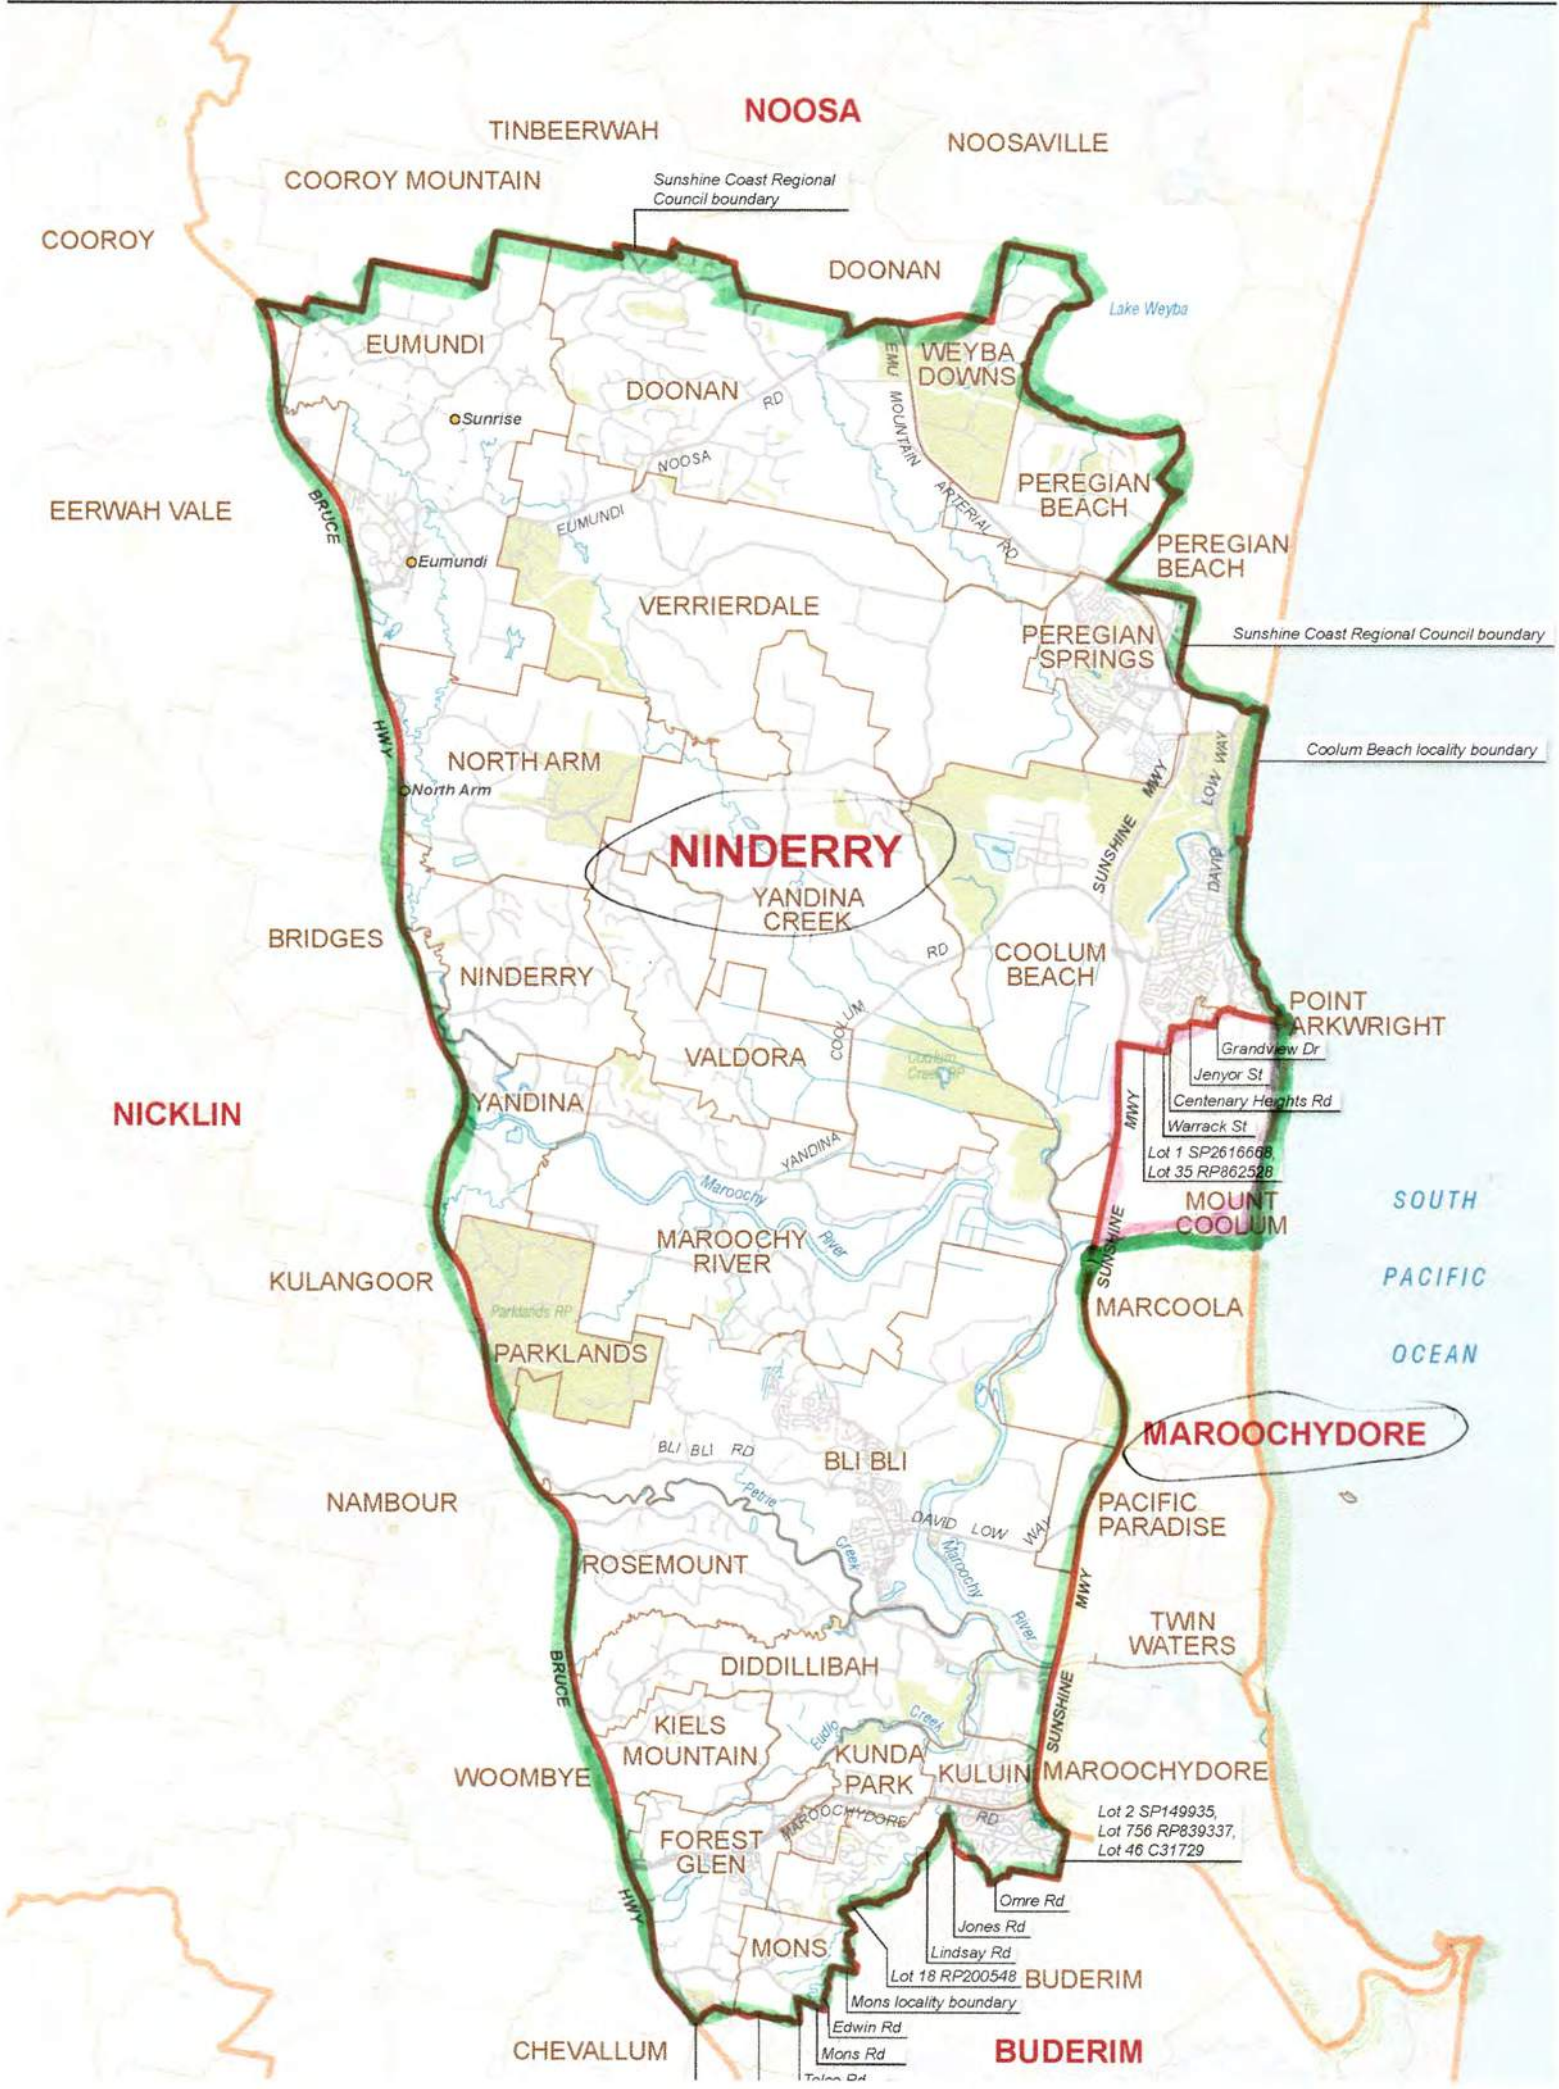 NOOSA
TINBEERWAH
NOOSAVILLE
COOROY MOUNTAIN
Sunshine Coast Regional
Council boundary
COOROY
DOONAN
Lake Weyba
EUMUNDI
EMU
WEYBA
DOWNS
DOONAN
RD
Sunrise
MOUNTAIN
NOOSA
PEREGIAN
BEACH
EERWAH VALE
BRUCE
ARTERIAL
EUMUNDI
RD
PEREGIAN
BEACH
Eumundi
VERRIERDALE
PEREGIAN
SPRINGS
Sunshine Coast Regional Council boundary
HWY
NORTH ARM
LOW WAY
Coolum Beach locality boundary
MWY
North Arm
NINDERRY
SUNSHINE
DAVID
YANDINA
CREEK
BRIDGES
RD
COOLUM
BEACH
NINDERRY
POINT
ARKWRIGHT
COOLUM
VALDORA
Grandview Dr
Coolum
Creek RP
Jenyor St
NICKLIN
YANDINA
MWY
Centenary Heights Rd
Warrack St
YANDINA
Lot 1 SP2616668,
Lot 35 RP862528
Maroochy
MOUNT
COOLUM
SOUTH
MAROOCHY
RIVER
River
SUNSHINE
KULANGOOR
PACIFIC
Parklands RP
MARCOOLA
PARKLANDS
OCEAN
MAROOCHYDORE
BLI BLI RD
BLI BLI
Petrie
NAMBOUR
PACIFIC
PARADISE
DAVID LOW WAY
Creek
Maroochy
ROSEMOUNT
MWY
River
TWIN
WATERS
DIDDILLIBAH
BRUCE
SUNSHINE
KIELS
MOUNTAIN
Eudlo
Creek
KUNDA
PARK
WOOMBYE
KULUIN
MAROOCHYDORE
MAROOCHYDORE
RD
Lot 2 SP149935,
Lot 756 RP839337,
Lot 46 C31729
FOREST
GLEN
HWY
Omre Rd
Jones Rd
MONS
Lindsay Rd
Lot 18 RP200548
BUDERIM
Mons locality boundary
Edwin Rd
CHEVALLUM
Mons Rd
BUDERIM